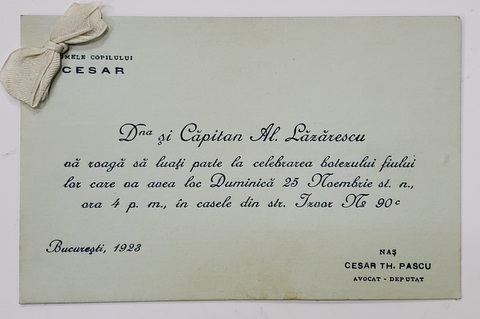 COPILULUI
CESAR
Dna și Căpitan Al. Lăzărescu
vă roagă să luați parte la celebrarea botezului fiului
lor care va avea loc Duminică 25 Noembrie st. n.,
ora 4 p. m., în casele din str. Izvor № 90c
București, 1923
NAȘ
CESAR TH. PASCU
AVOCAT - DEPUTAT